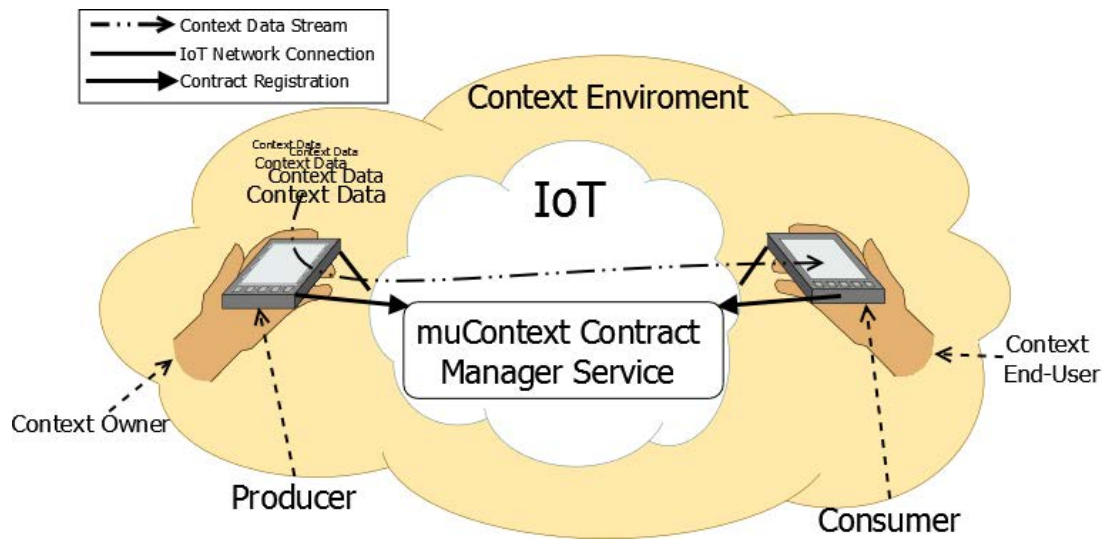 Context Data Stream
IoT Network Connection
Contract Registration
Context Enviroment
Context Data
Context Data
Context Data
Context Data
Context Data
IoT
muContext Contract
Manager Service
Context
End-User
Context Owner
Producer
Consumer